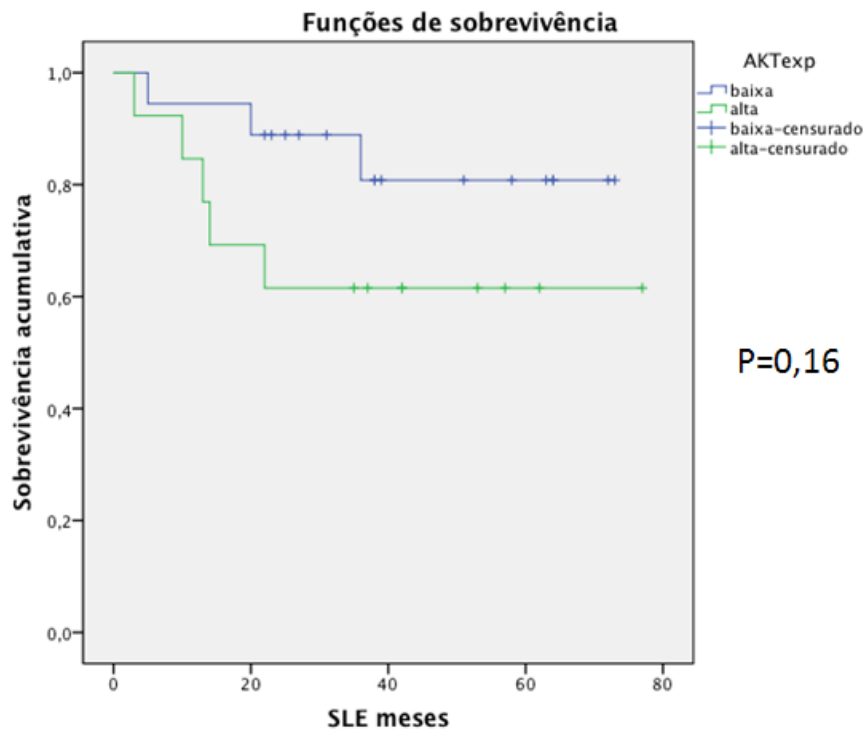 Funções de sobrevivência
AKTexp
baixa
alta
baixa-censurado
alta-censurado
P=0,16
Sobrevivência acumulativa
1,0
0,8
0,6
0,4
0,2
0,0
0 20 40 60 80
SLE meses